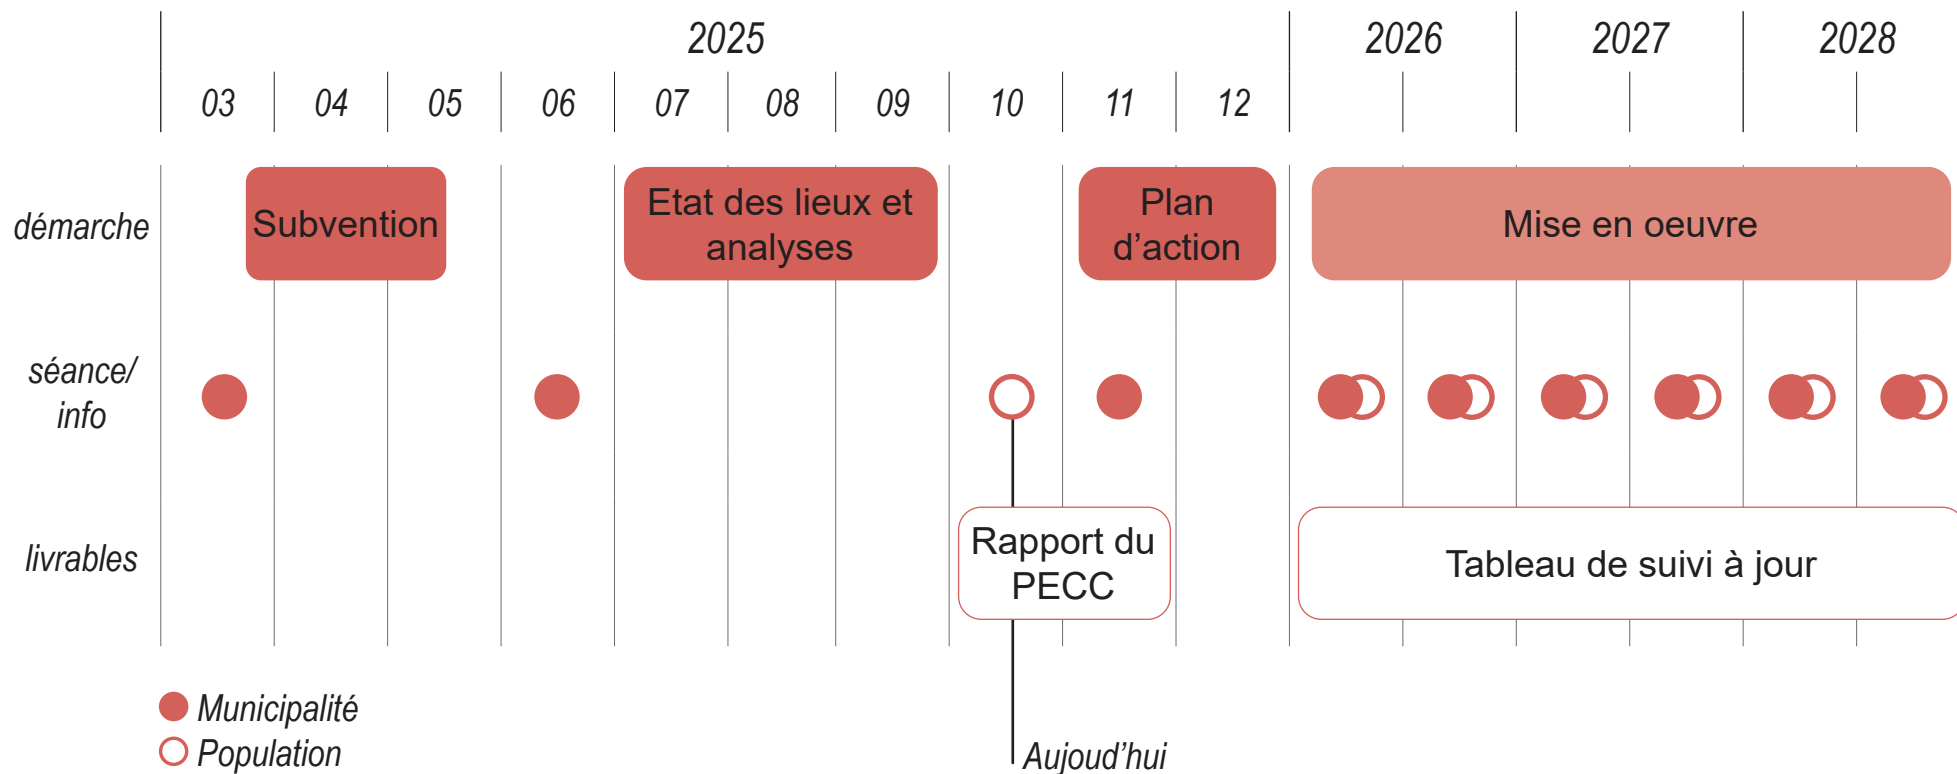 2025
2026
2027
2028
03
04
05
06
07
08
09
10
11
12
démarche
Subvention
Etat des lieux et
analyses
Plan
d’action
Mise en oeuvre
séance/
info
livrables
Rapport du
PECC
Tableau de suivi à jour
Municipalité
Population
Aujourd’hui